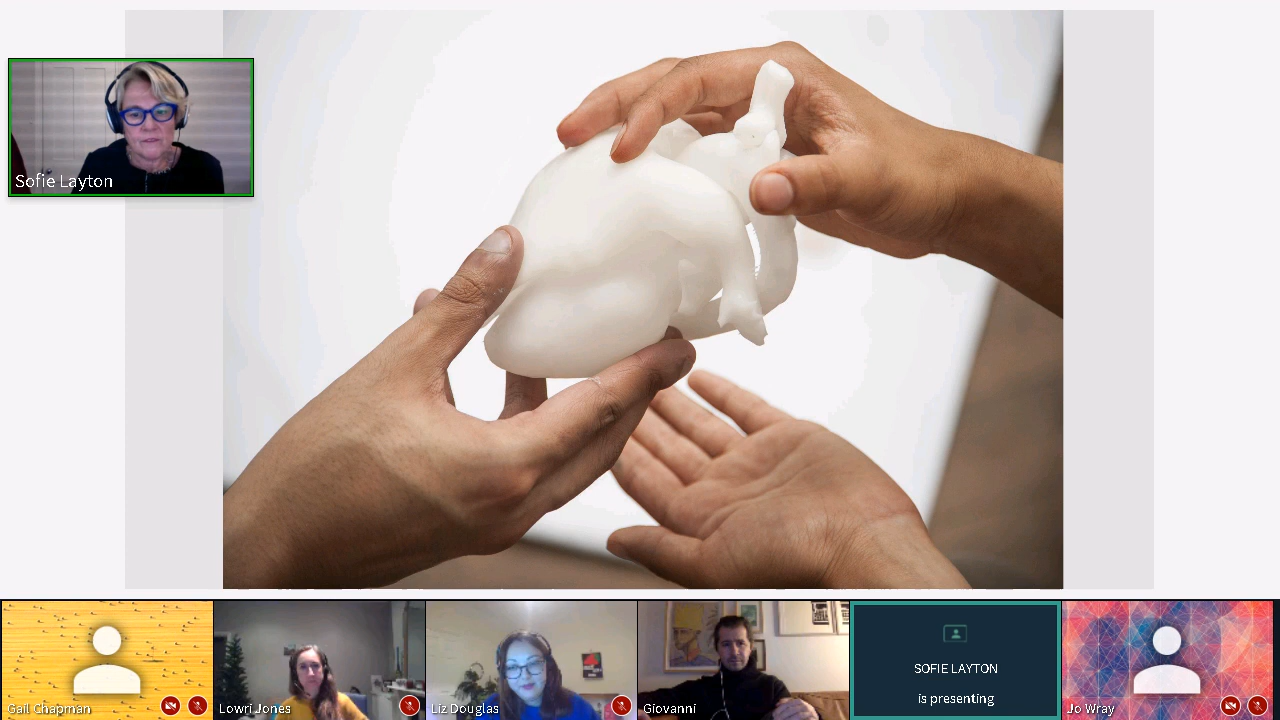 Sofie Layton
Gail Chapman
Lowri Jones
Liz Douglas
Giovanni
SOFIE LAYTON
is presenting
Jo Wray